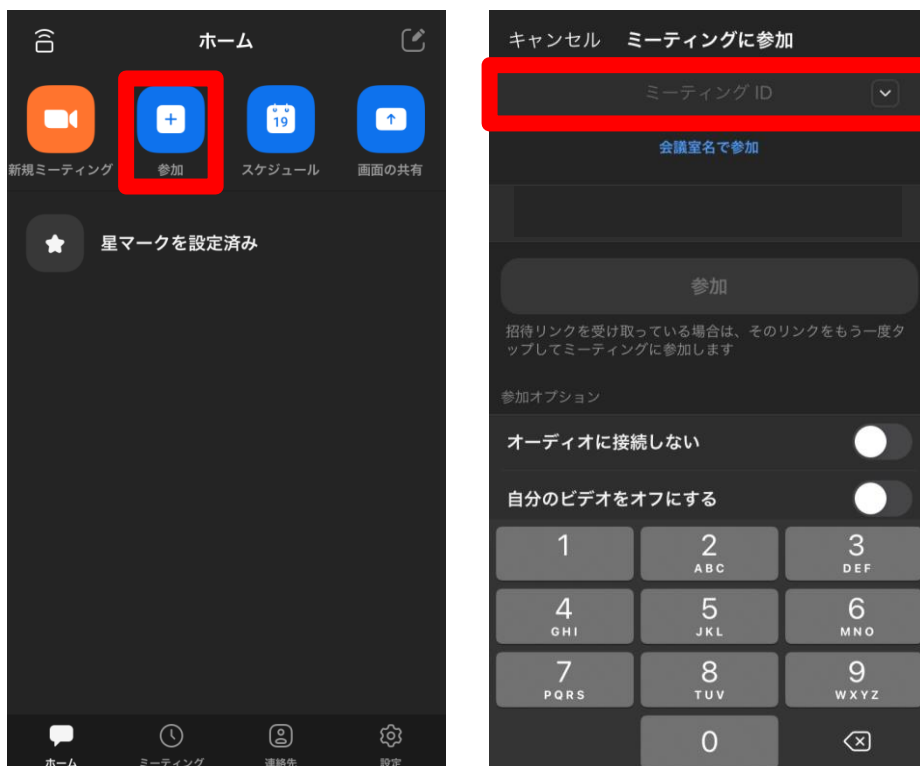 ホーム
19
新規ミーティング
参加
スケジュール
画面の共有
星マークを設定済み
ホーム
ミーティング
連絡先
設定
キャンセル ミーティングに参加
ミーティング ID
会議室名で参加
参加
招待リンクを受け取っている場合は、そのリンクをもう一度タ
ップしてミーティングに参加します
参加オプション
オーディオに接続しない
自分のビデオをオフにする
1 2 3
ABC DEF
4 5 6
GHI JKL MNO
7 8 9
PQRS TUV WXYZ
0